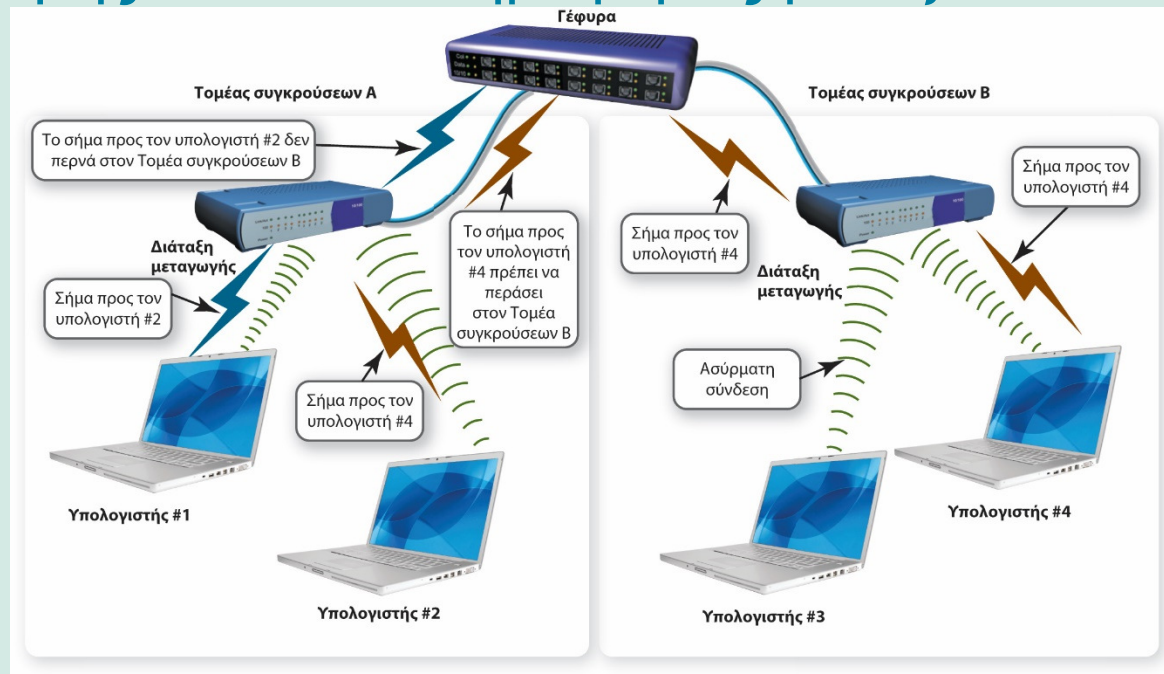 Γέφυρα
Τομέας συγκρούσεων Α
Τομέας συγκρούσεων Β
Το σήμα προς τον υπολογιστή #2 δεν
περνά στον Τομέα συγκρούσεων Β
Σήμα προς τον
υπολογιστή #4
Σήμα προς τον
υπολογιστή #4
Το σήμα προς
τον υπολογιστή
#4 πρέπει να
περάσει
στον Τομέα
συγκρούσεων Β
Διάταξη
μεταγωγής
Διάταξη
μεταγωγής
Σήμα προς τον
υπολογιστή #2
Σήμα προς τον
υπολογιστή #4
Ασύρματη
σύνδεση
Υπολογιστής #1
Υπολογιστής #4
Υπολογιστής #2
Υπολογιστής #3